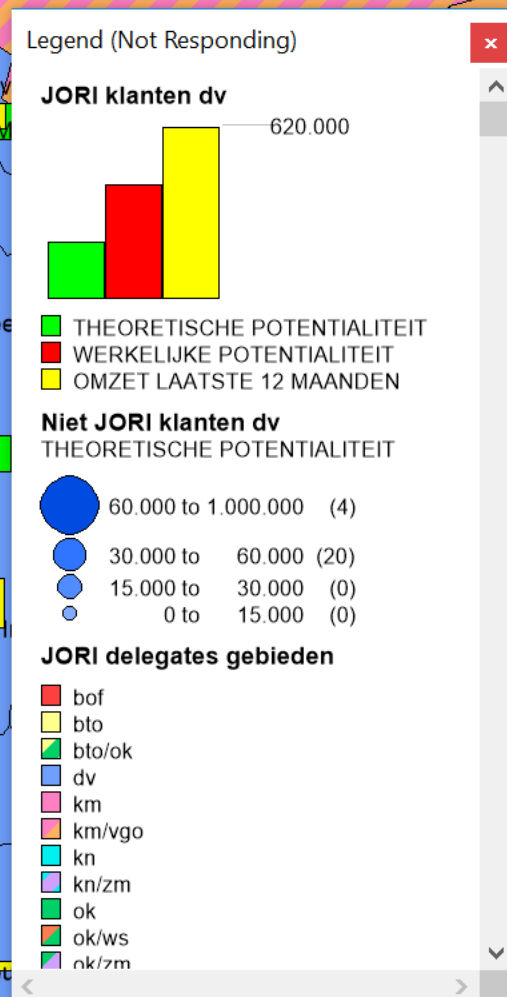 Legend (Not Responding)
JORI klanten dv
620.000
THEORETISCHE POTENTIALITEIT
WERKELIJKE POTENTIALITEIT
OMZET LAATSTE 12 MAANDEN
Niet JORI klanten dv
THEORETISCHE POTENTIALITEIT
60.000 to 1.000.000 (4)
30.000 to 60.000 (20)
15.000 to 30.000 (0)
0 to 15.000 (0)
JORI delegates gebieden
bof
bto
bto/ok
dv
km
km/vgo
kn
kn/zm
ok
ok/ws
ok/zm